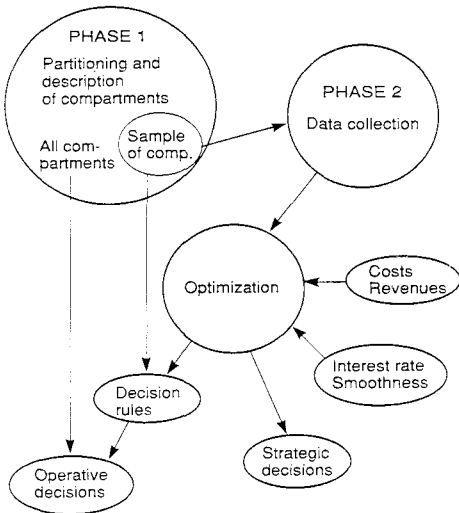 PHASE 1
Partitioning and
description
of compartments
All com-
partments
Sample
of comp.
PHASE 2
Data collection
Optimization
Costs
Revenues
Interest rate
Smoothness
Decision
rules
Strategic
decisions
Operative
decisions